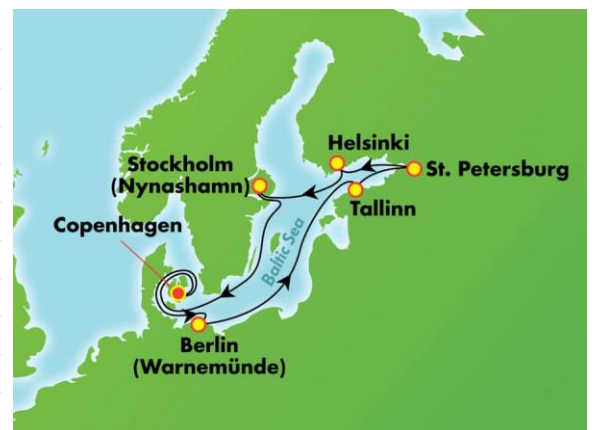 Helsinki
Stockholm
(Nynashamn)
St. Petersburg
Tallinn
Copenhagen
Baltic Sea
Berlin
(Warnemünde)